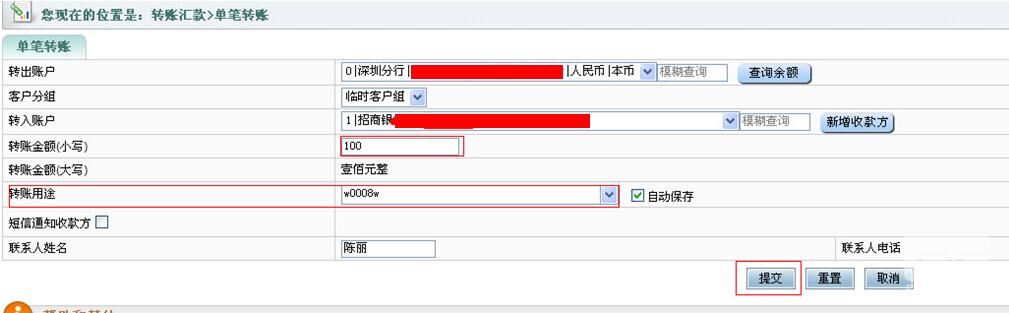 您现在的位置是：转账汇款>单笔转账
单笔转账
转出账户 0|深圳分行| |人民币|本币 模糊查询 查询余额
客户分组 临时客户组
转入账户 1|招商银 模糊查询 新增收款方
转账金额(小写) 100
转账金额(大写) 壹佰元整
转账用途 w0008w 自动保存
短信通知收款方
联系人姓名 陈丽 联系人电话
提交 重置 取消